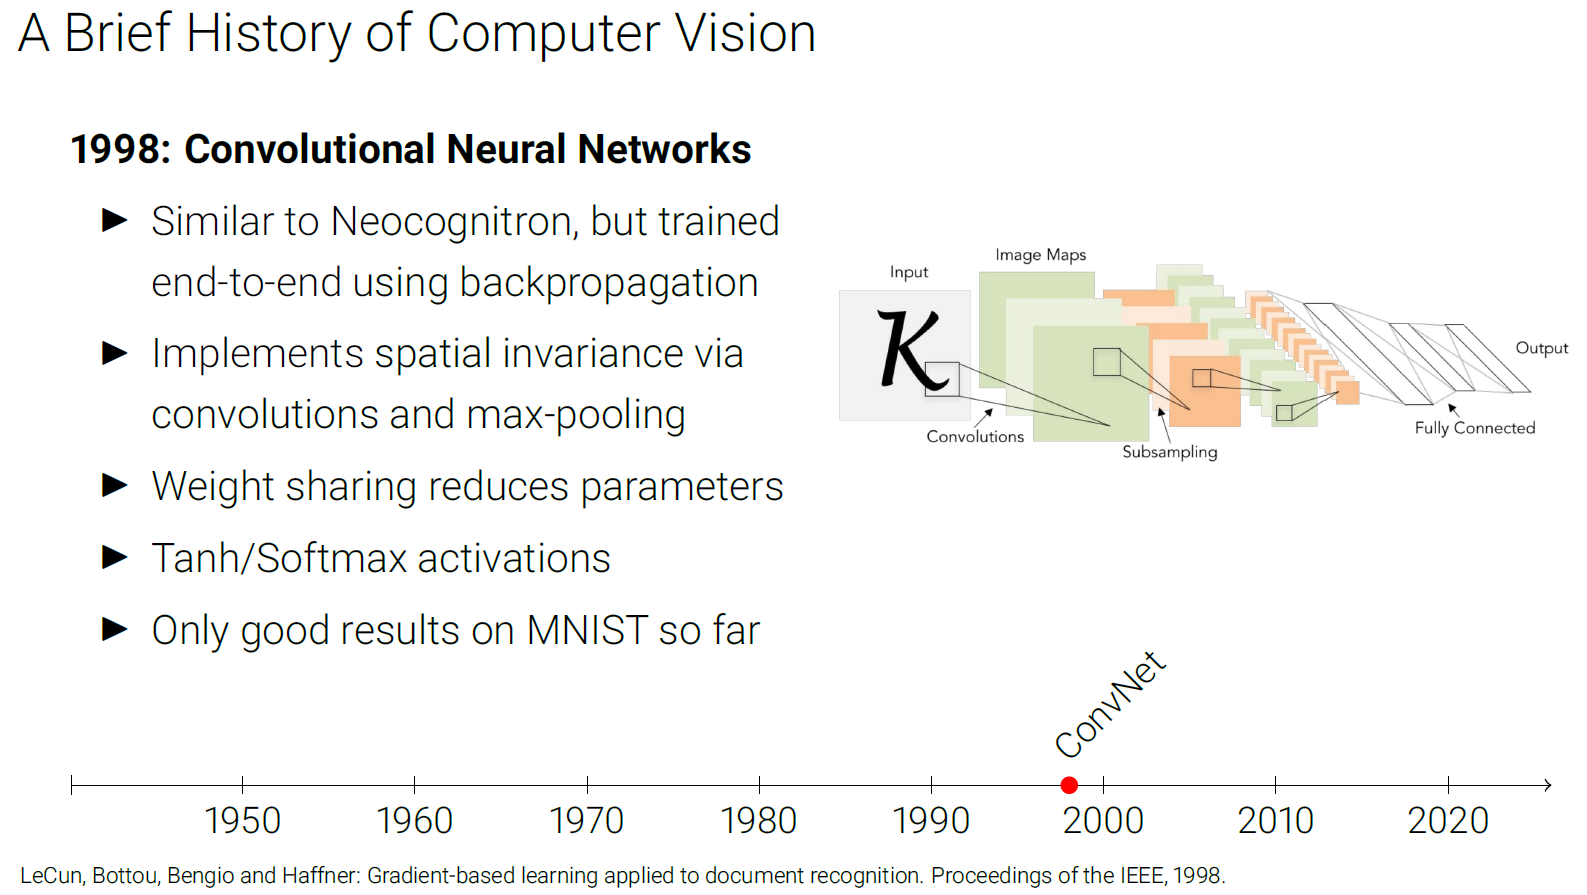 A Brief History of Computer Vision
1998: Convolutional Neural Networks
► Similar to Neocognitron, but trained
end-to-end using backpropagation
► Implements spatial invariance via
convolutions and max-pooling
► Weight sharing reduces parameters
► Tanh/Softmax activations
► Only good results on MNIST so far
Input
Image Maps
K
Convolutions
Subsampling
Fully Connected
Output
ConvNet
1950 1960 1970 1980 1990 2000 2010 2020
LeCun, Bottou, Bengio and Haffner: Gradient-based learning applied to document recognition. Proceedings of the IEEE, 1998.